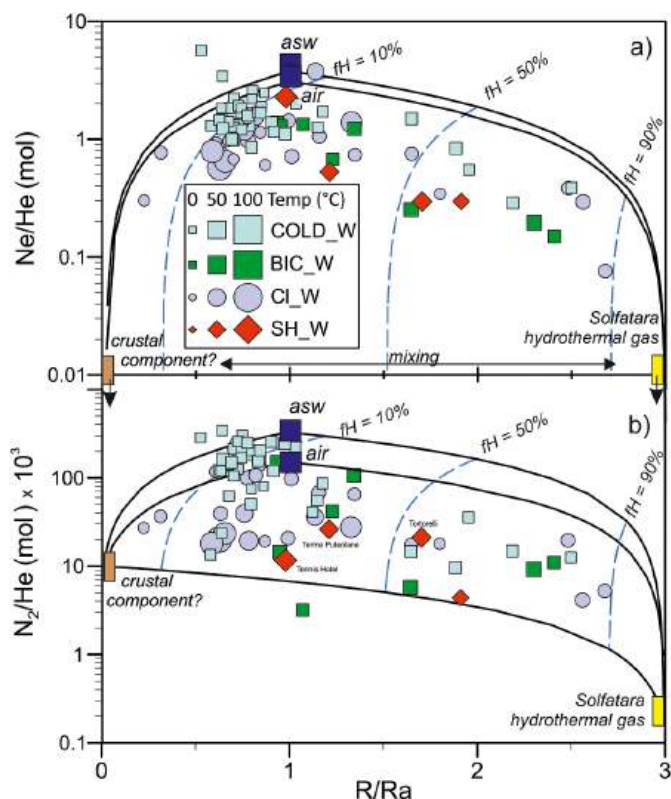 10
1
0.1
0.01
Ne/He (mol)
a)
asw
air
fH = 10%
fH = 50%
fH = 90%
0 50 100 Temp (°C)
COLD_W
BIC_W
Cl_W
SH_W
crustal
component?
mixing
Solfatara
hydrothermal gas
100
10
1
0.1
N2/He (mol) x 10³
b)
asw
air
fH = 10%
fH = 50%
fH = 90%
Tortorelli
Terme Puteolane
Tennis Hotel
crustal
component?
Solfatara
hydrothermal gas
0 1 2 3
R/Ra